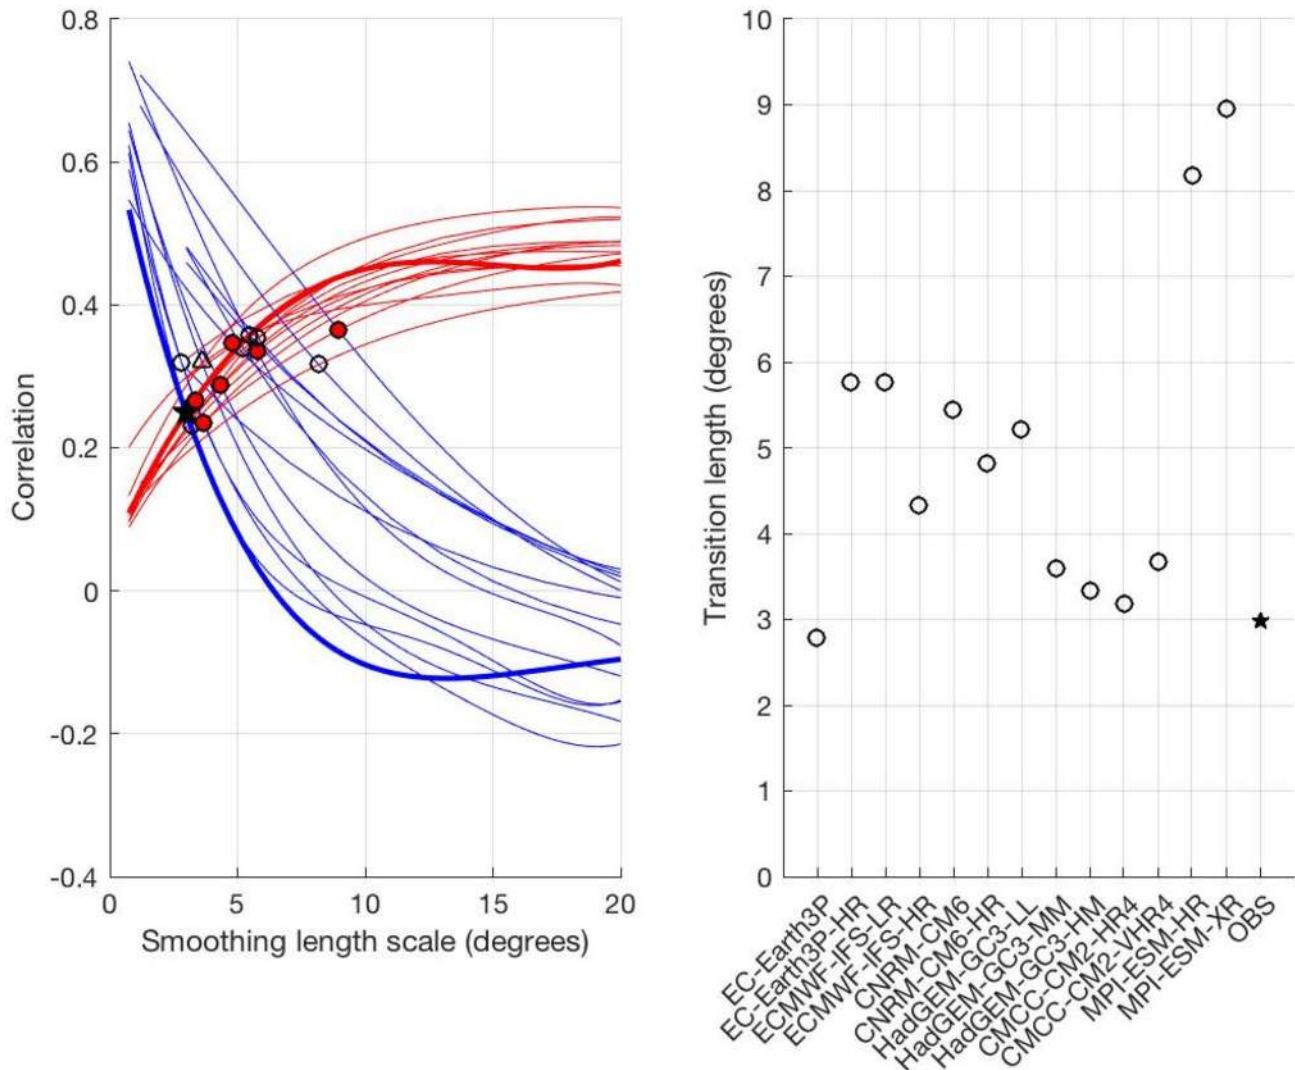 0.8
0.6
0.4
0.2
0
-0.2
-0.4
0
5
10
15
20
Correlation
Smoothing length scale (degrees)
10
9
8
7
6
5
4
3
2
1
0
Transition length (degrees)
EC-Earth3P
EC-Earth3P-HR
ECMWF-IFS-LR
ECMWF-IFS-HR
CNRM-CM6
CNRM-CM6-HR
HadGEM-GC3-LL
HadGEM-GC3-MM
HadGEM-GC3-HM
CMCC-CM2-HR4
CMCC-CM2-VHR4
MPI-ESM-HR
MPI-ESM-XR
OBS